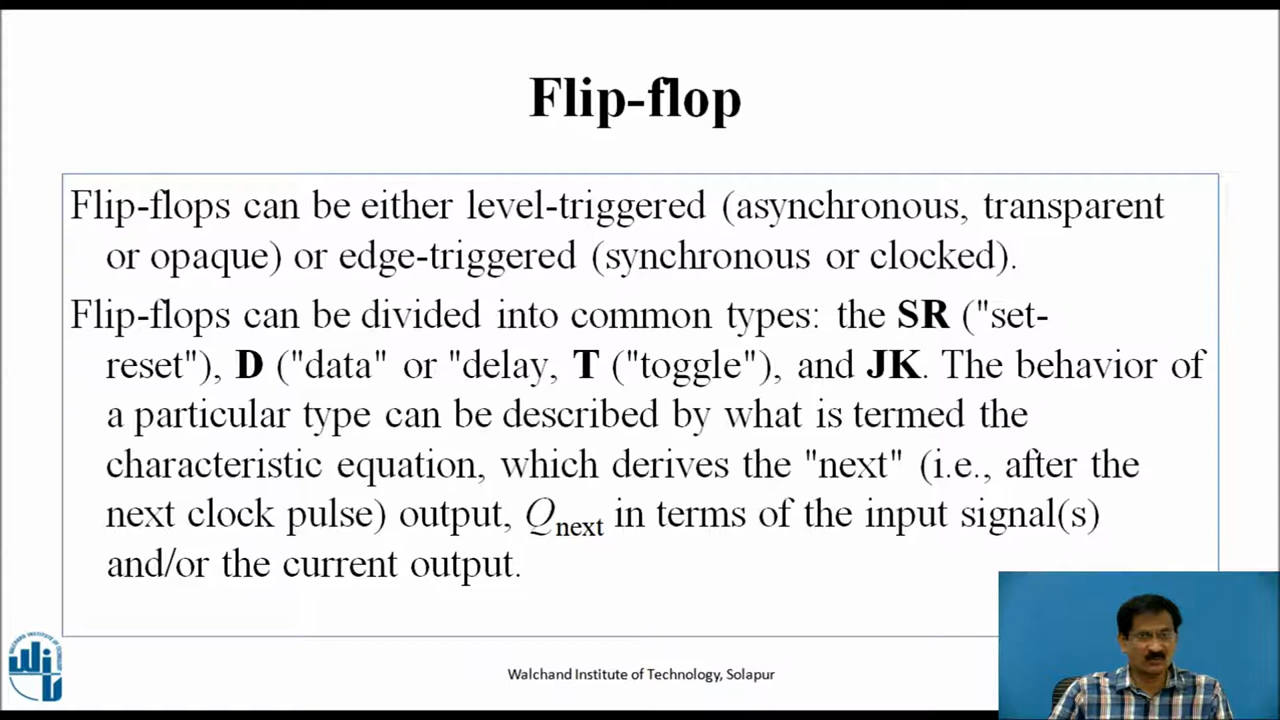 Flip-flop
Flip-flops can be either level-triggered (asynchronous, transparent
or opaque) or edge-triggered (synchronous or clocked).
Flip-flops can be divided into common types: the SR ("set-
reset"), D ("data" or "delay, T ("toggle"), and JK. The behavior of
a particular type can be described by what is termed the
characteristic equation, which derives the "next" (i.e., after the
next clock pulse) output, Qnext in terms of the input signal(s)
and/or the current output.
Walchand Institute of Technology, Solapur